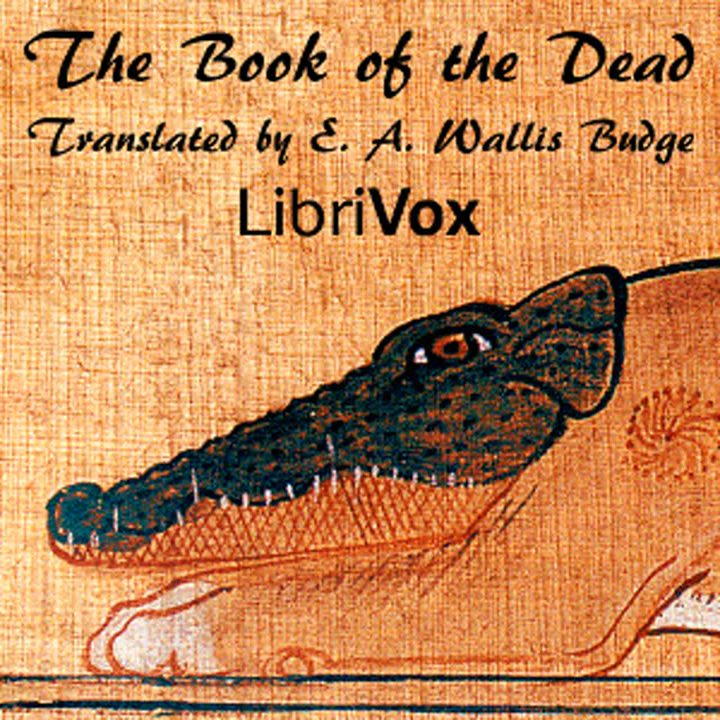 The Book of the Dead
Translated by E. A. Wallis Budge
LibriVox